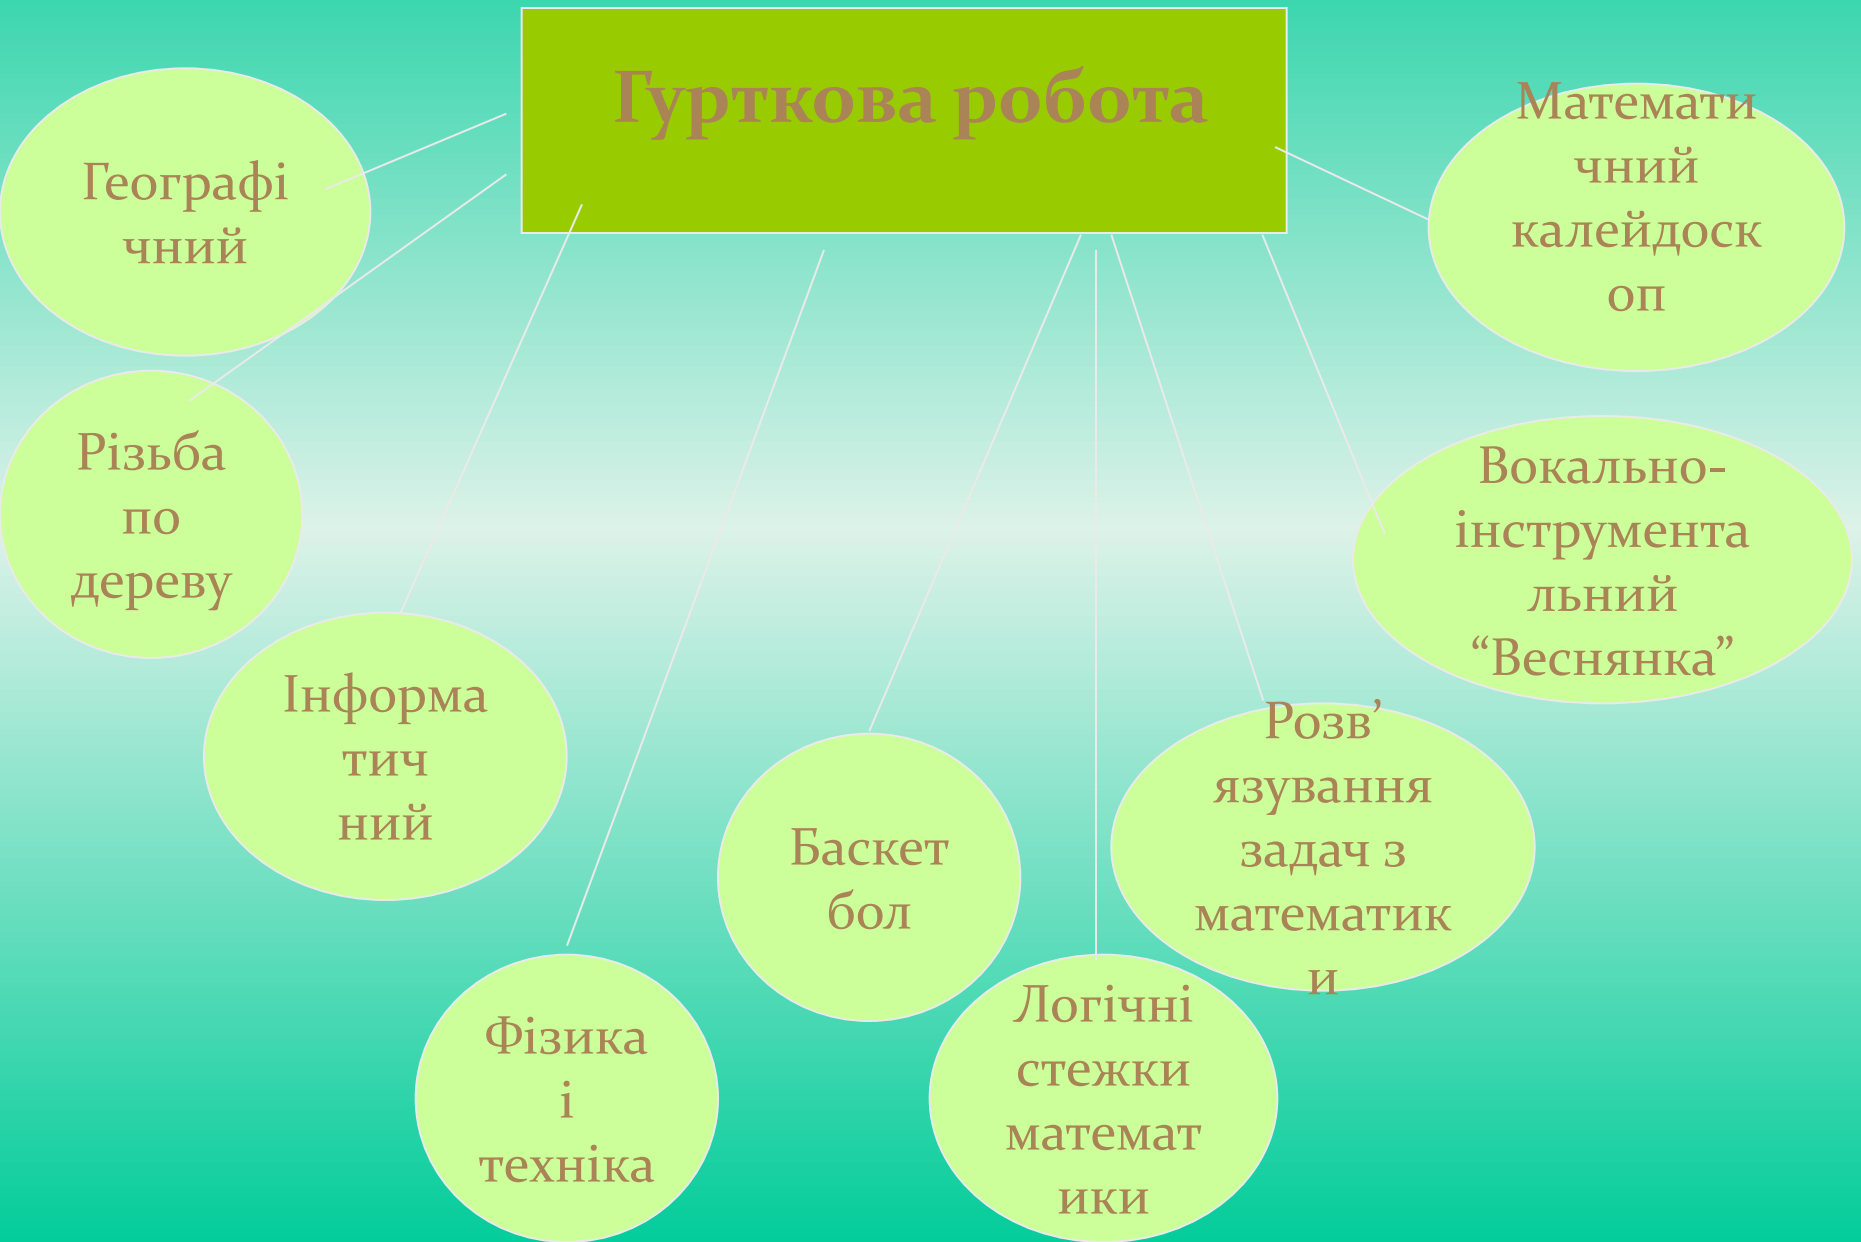 Гурткова робота
Географі
чний
Різьба
по
дереву
Інформа
тич
ний
Фізика
і
техніка
Баскет
бол
Логічні
стежки
математ
ики
Розв’
язування
задач з
математик
и
Вокально-
інструмента
льний
“Веснянка”
Математи
чний
калейдоск
оп